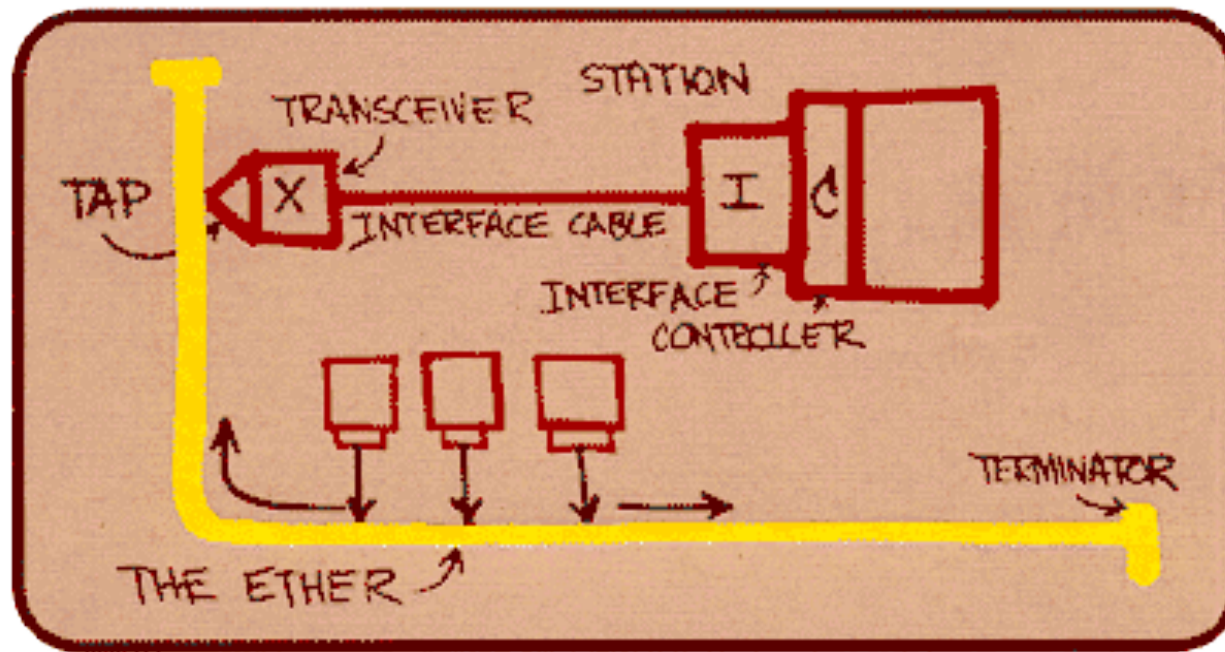 STATION
TRANSCEIVER
TAP
X
I
C
INTERFACE CABLE
INTERFACE
CONTROLLER
TERMINATOR
THE ETHER